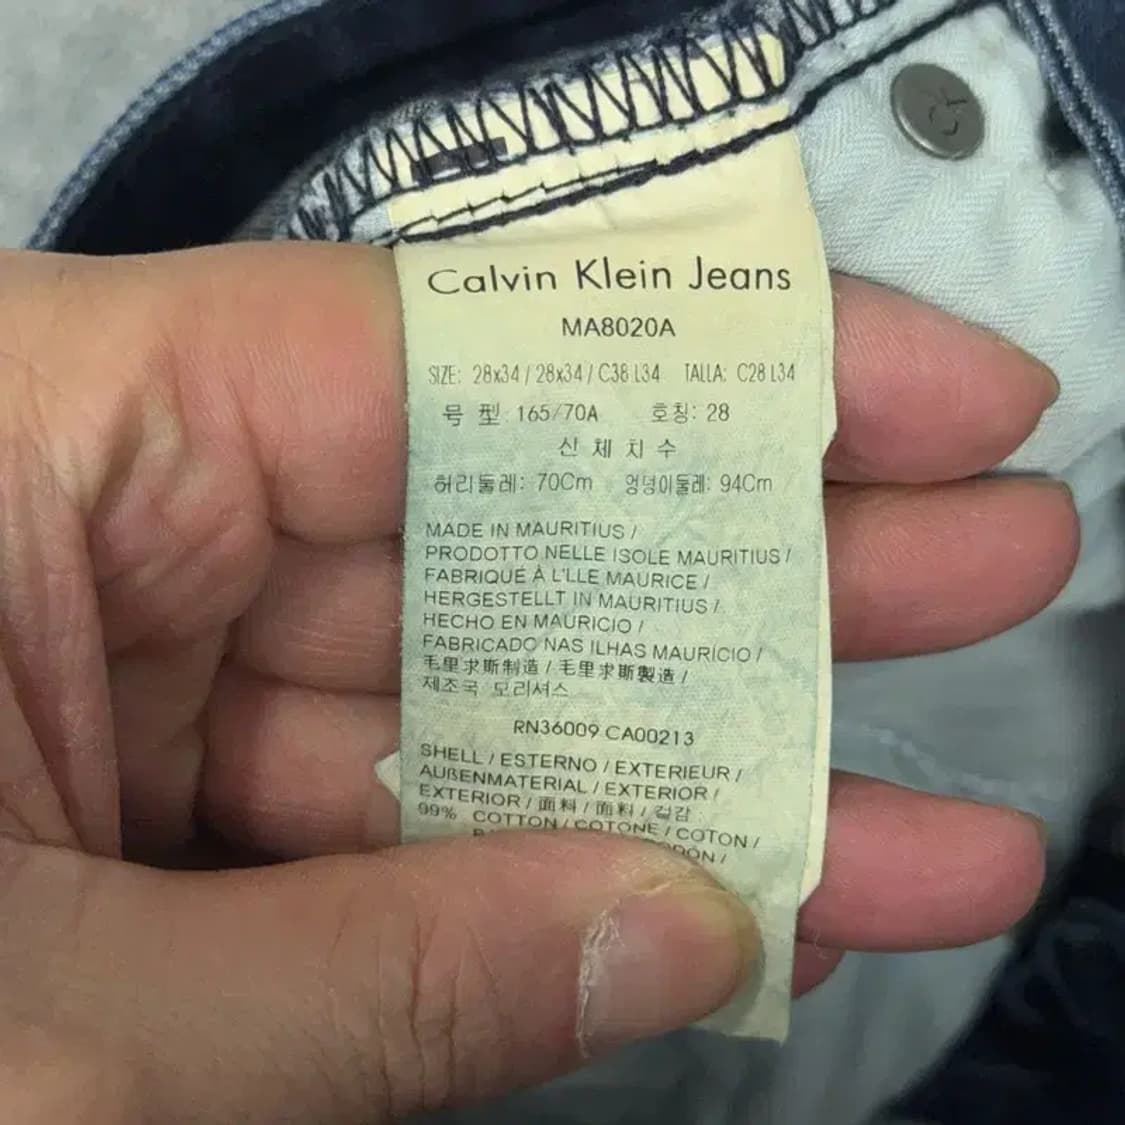 Calvin Klein Jeans
MA8020A
SIZE: 28x34 / 28x34 / C38 L34 TALLA: C28 L34
号 型 165/70A 호칭: 28
신 체 치 수
허리둘레: 70Cm 엉덩이둘레: 94Cm
MADE IN MAURITIUS /
PRODOTTO NELLE ISOLE MAURITIUS /
FABRIQUÉ À L'LLE MAURICE /
HERGESTELLT IN MAURITIUS /
HECHO EN MAURICIO /
FABRICADO NAS ILHAS MAURÍCIO /
毛里求斯制造 / 毛里求斯製造 /
제조국 모리셔스
RN36009 CA00213
SHELL / ESTERNO / EXTERIEUR /
AUßENMATERIAL / EXTERIOR /
EXTERIOR / 面料 / 面料 / 겉감 :
99% COTTON / COTONE / COTON /
CK